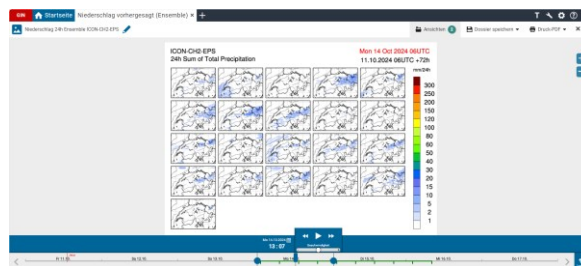 GIN
Startseite
Niederschlag vorhergesagt (Ensemble) × +
Niederschlag 24h Ensemble ICON-CH2-EPS
Ansichten
Dossier speichern
Druck-PDF
ICON-CH2-EPS
Mon 14 Oct 2024 06UTC
24h Sum of Total Precipitation
11.10.2024 06UTC +72h
mm/24h
300
250
200
150
120
100
80
60
50
40
30
20
15
10
5
2
1
13:07